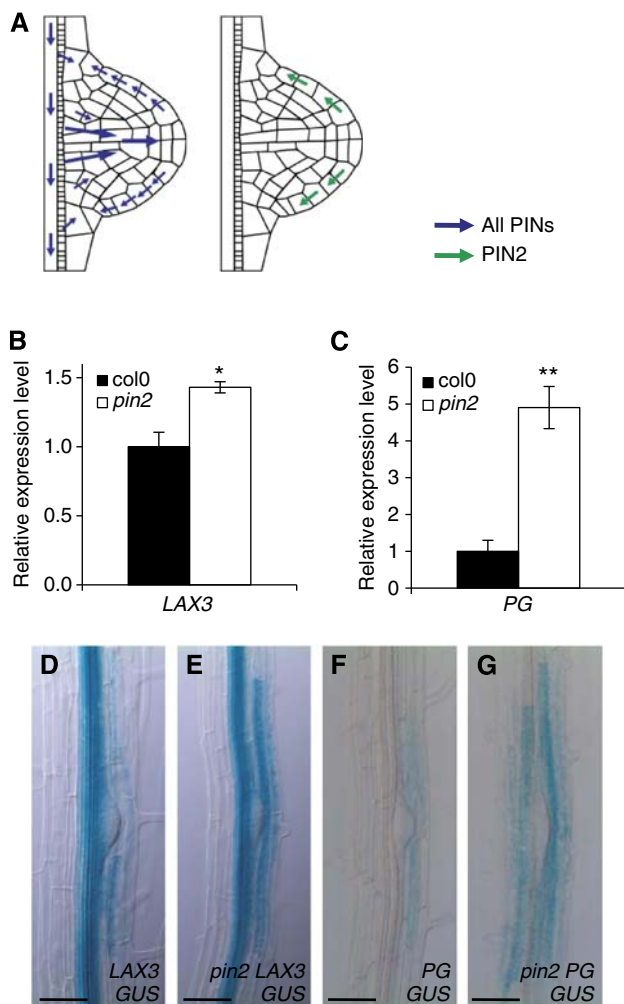 A
All PINs
PIN2
B
Relative expression level
1.5
1.0
0.5
0.0
col0
pin2
*
LAX3
C
Relative expression level
6
5
4
3
2
1
0
col0
pin2
**
PG
D
LAX3
GUS
E
pin2 LAX3
GUS
F
PG
GUS
G
pin2 PG
GUS